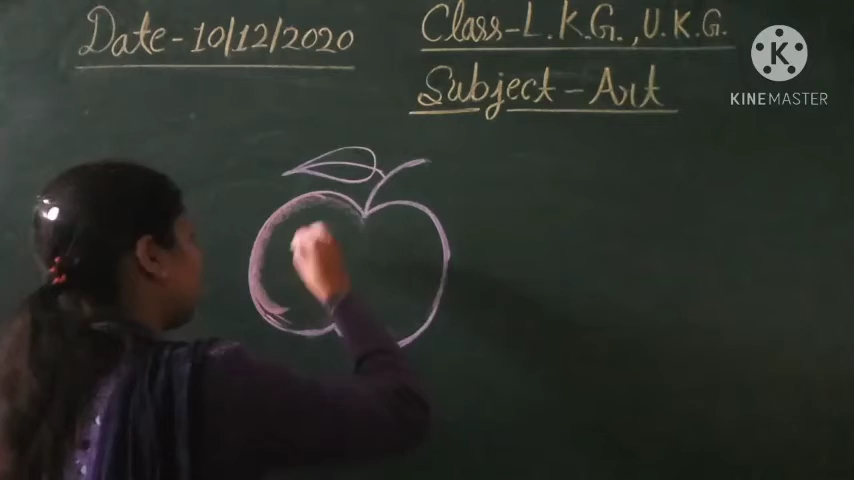 Date-10/12/2020
Class-L.K.G.,U.K.G.
Subject-Art
K
KINEMASTER